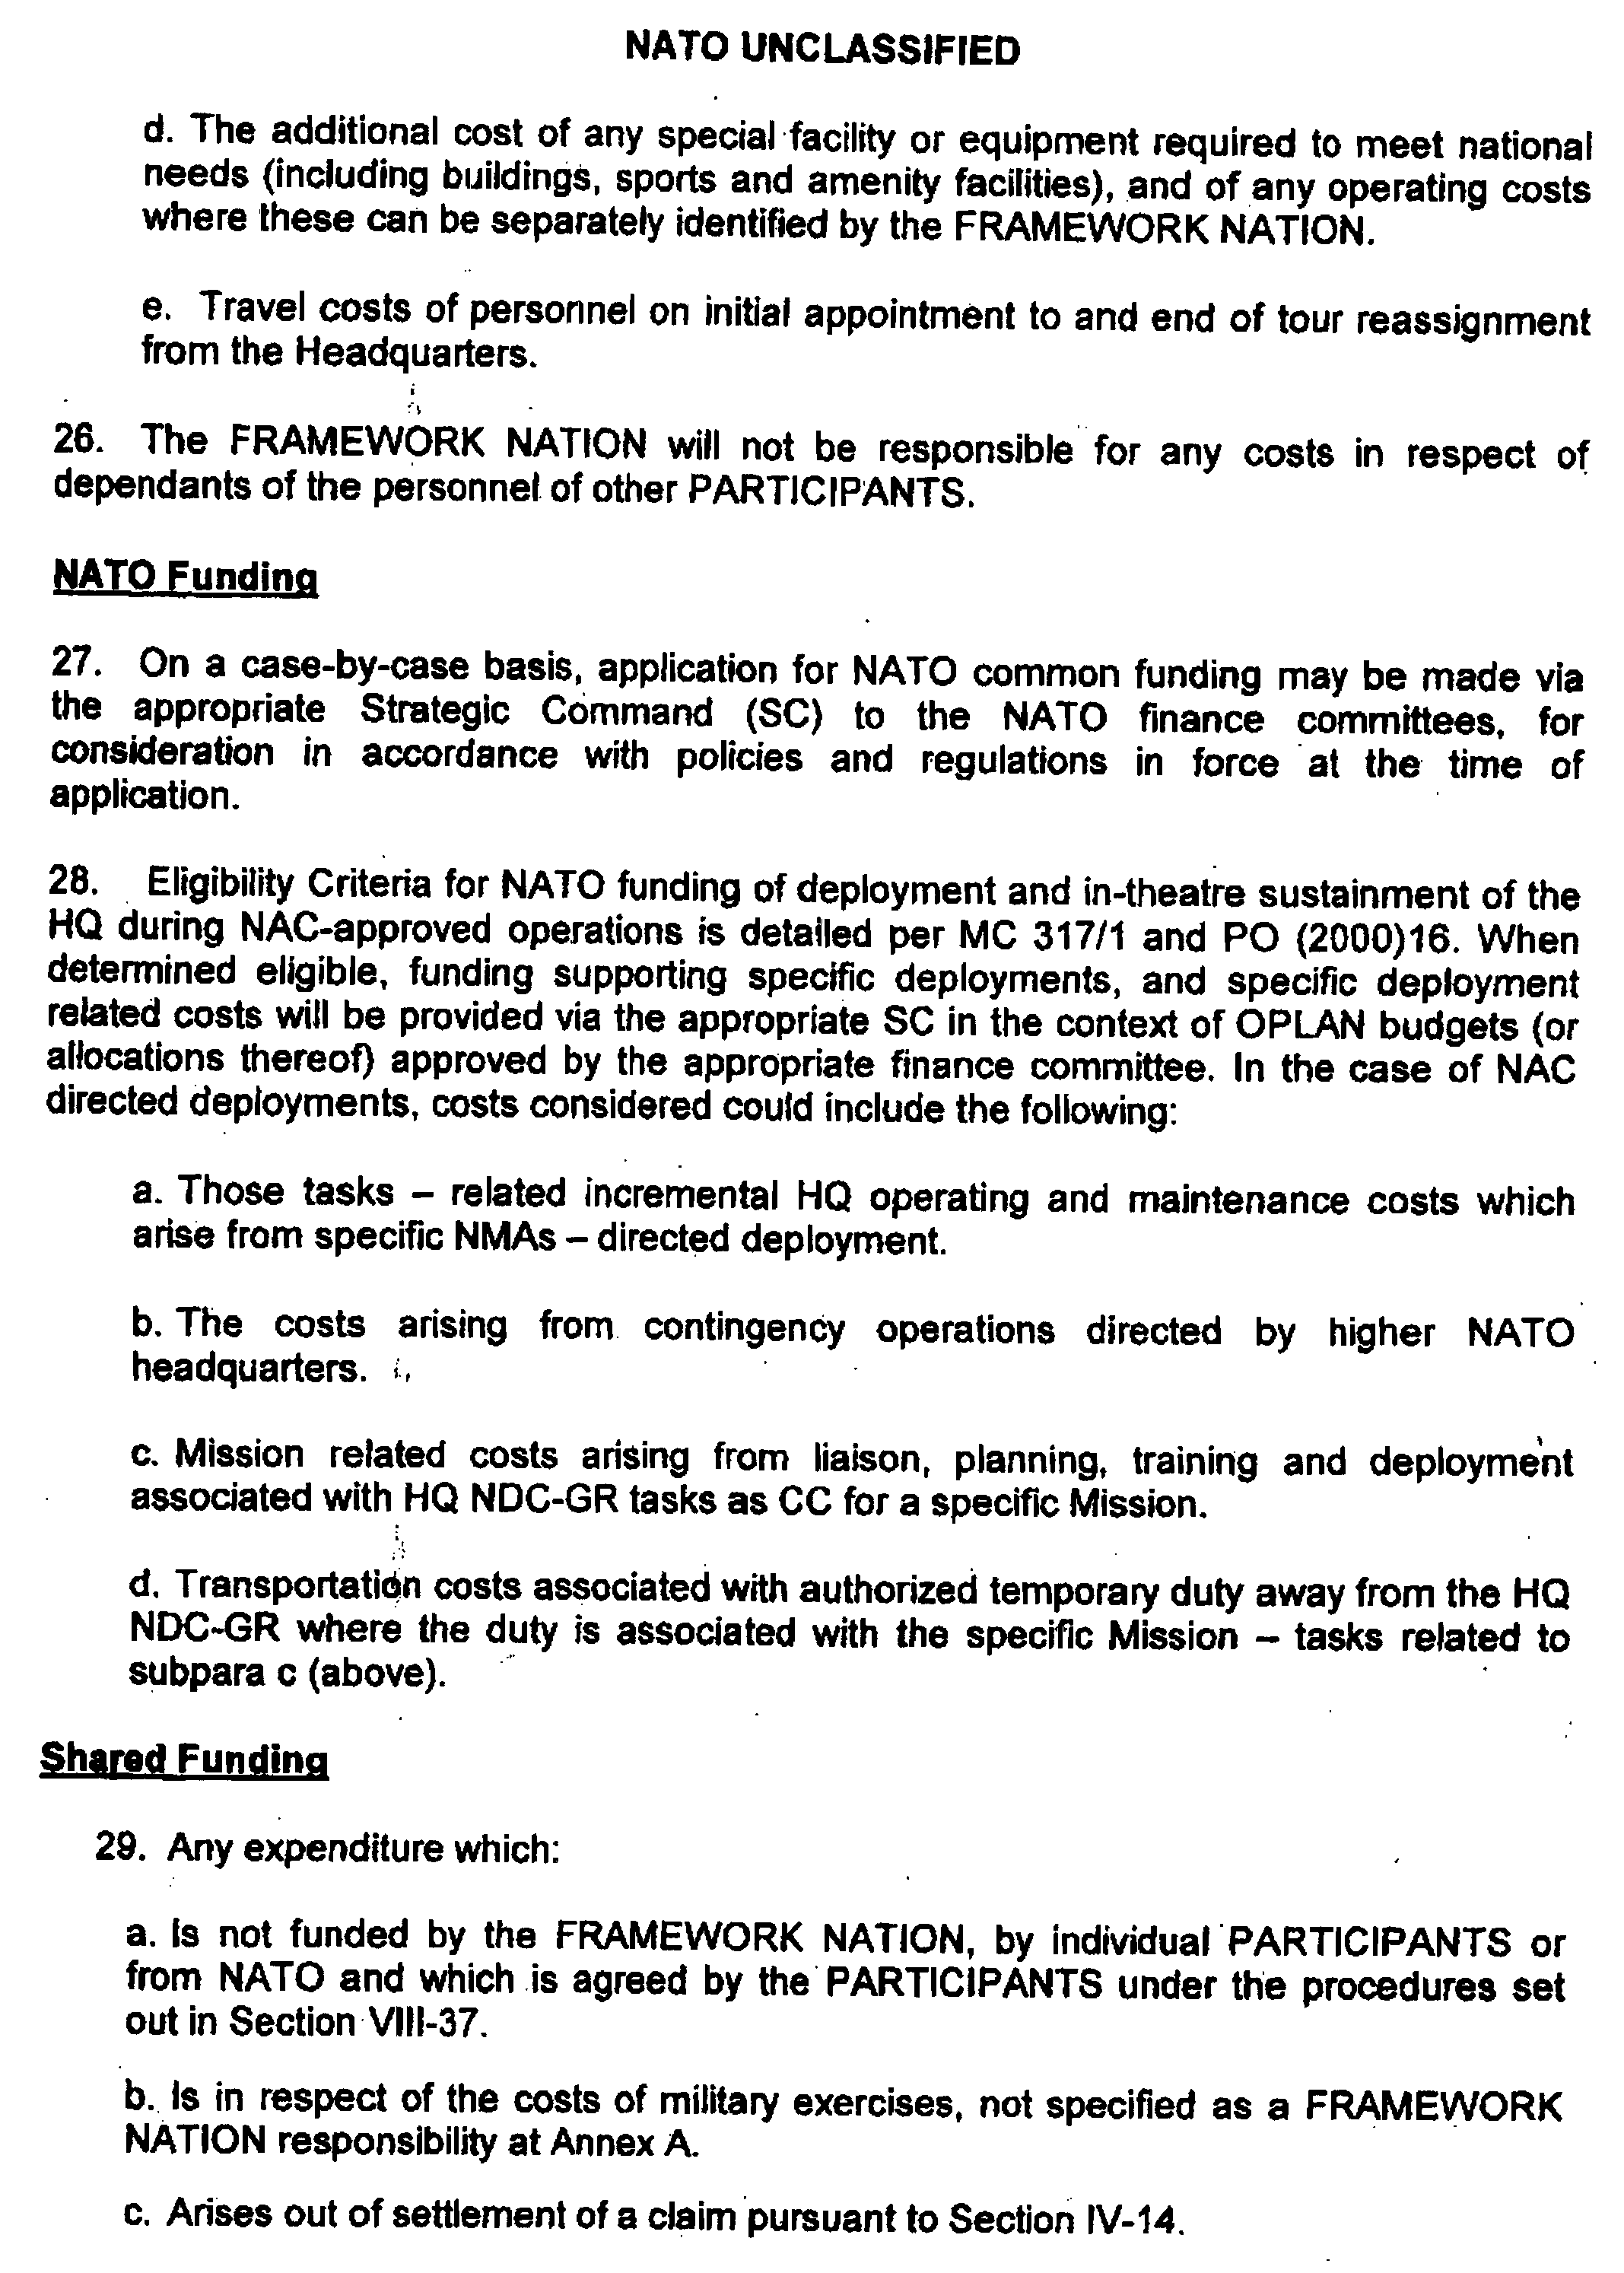 NATO UNCLASSIFIED
d. The additional cost of any special facility or equipment required to meet national
needs (including buildings, sports and amenity facilities), and of any operating costs
where these can be separately identified by the FRAMEWORK NATION.
e. Travel costs of personnel on initial appointment to and end of tour reassignment
from the Headquarters.
26. The FRAMEWORK NATION will not be responsible for any costs in respect of
dependants of the personnel of other PARTICIPANTS.
NATO Funding
27. On a case-by-case basis, application for NATO common funding may be made via
the appropriate Strategic Command (SC) to the NATO finance committees, for
consideration in accordance with policies and regulations in force at the time of
application.
28. Eligibility Criteria for NATO funding of deployment and in-theatre sustainment of the
HQ during NAC-approved operations is detailed per MC 317/1 and PO (2000)16. When
determined eligible, funding supporting specific deployments, and specific deployment
related costs will be provided via the appropriate SC in the context of OPLAN budgets (or
allocations thereof) approved by the appropriate finance committee. In the case of NAC
directed deployments, costs considered could include the following:
a. Those tasks – related incremental HQ operating and maintenance costs which
arise from specific NMAs – directed deployment.
b. The costs arising from contingency operations directed by higher NATO
headquarters.
c. Mission related costs arising from liaison, planning, training and deployment
associated with HQ NDC-GR tasks as CC for a specific Mission.
d. Transportation costs associated with authorized temporary duty away from the HQ
NDC-GR where the duty is associated with the specific Mission – tasks related to
subpara c (above).
Shared Funding
29. Any expenditure which:
a. Is not funded by the FRAMEWORK NATION, by individual PARTICIPANTS or
from NATO and which is agreed by the PARTICIPANTS under the procedures set
out in Section VIII-37.
b. Is in respect of the costs of military exercises, not specified as a FRAMEWORK
NATION responsibility at Annex A.
c. Arises out of settlement of a claim pursuant to Section IV-14.